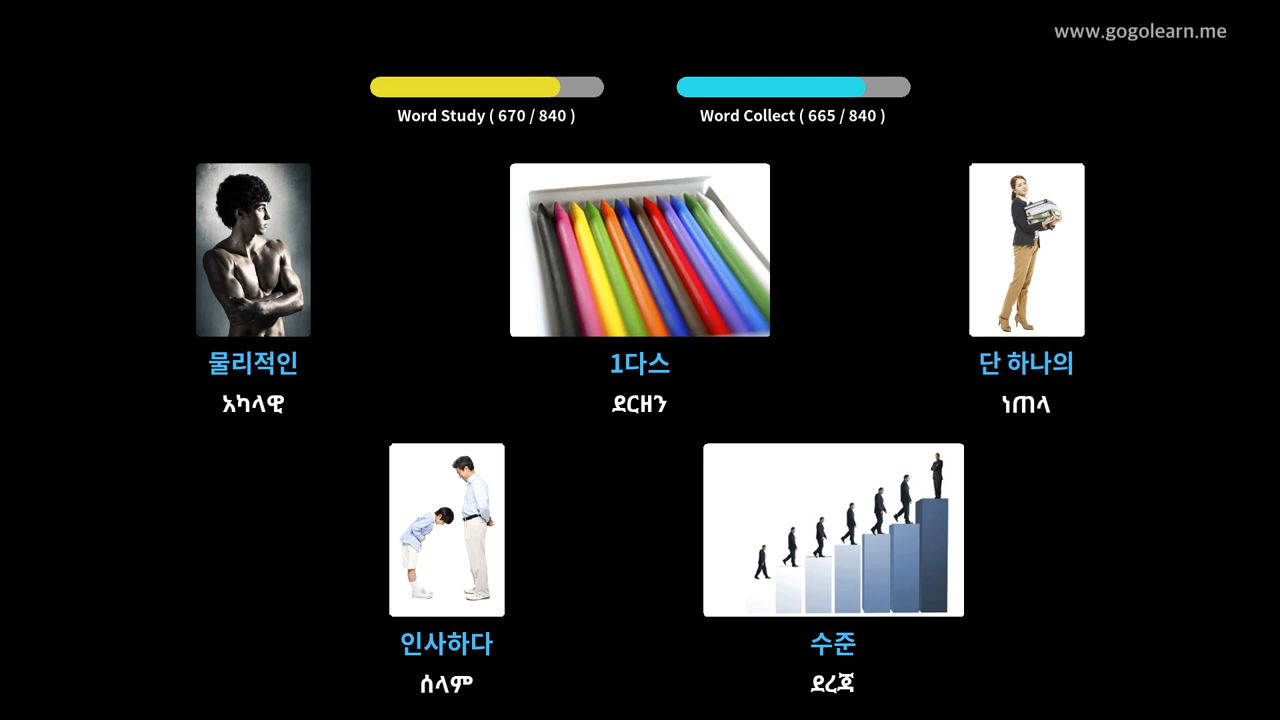 www.gogolearn.me
Word Study ( 670 / 840 )
Word Collect ( 665 / 840 )
물리적인
አካላዊ
1다스
ደርዘን
단 하나의
ነጠላ
인사하다
ሰላም
수준
ደረጃ